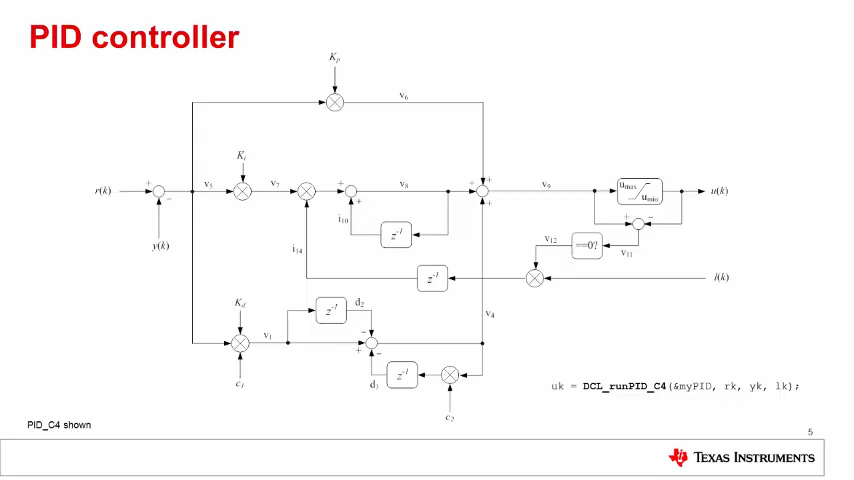 PID controller
Kp
v6
Ki
r(k)
+
−
v5
v7
+
+
v8
+
+
+
v9
umax
umin
u(k)
y(k)
i10
z-1
+
−
i14
v12
==0?
v11
z-1
l(k)
Kd
z-1
d2
v4
v1
−
+
−
d3
z-1
c1
c2
uk = DCL_runPID_C4(&myPID, rk, yk, lk);
PID_C4 shown
5
TEXAS INSTRUMENTS